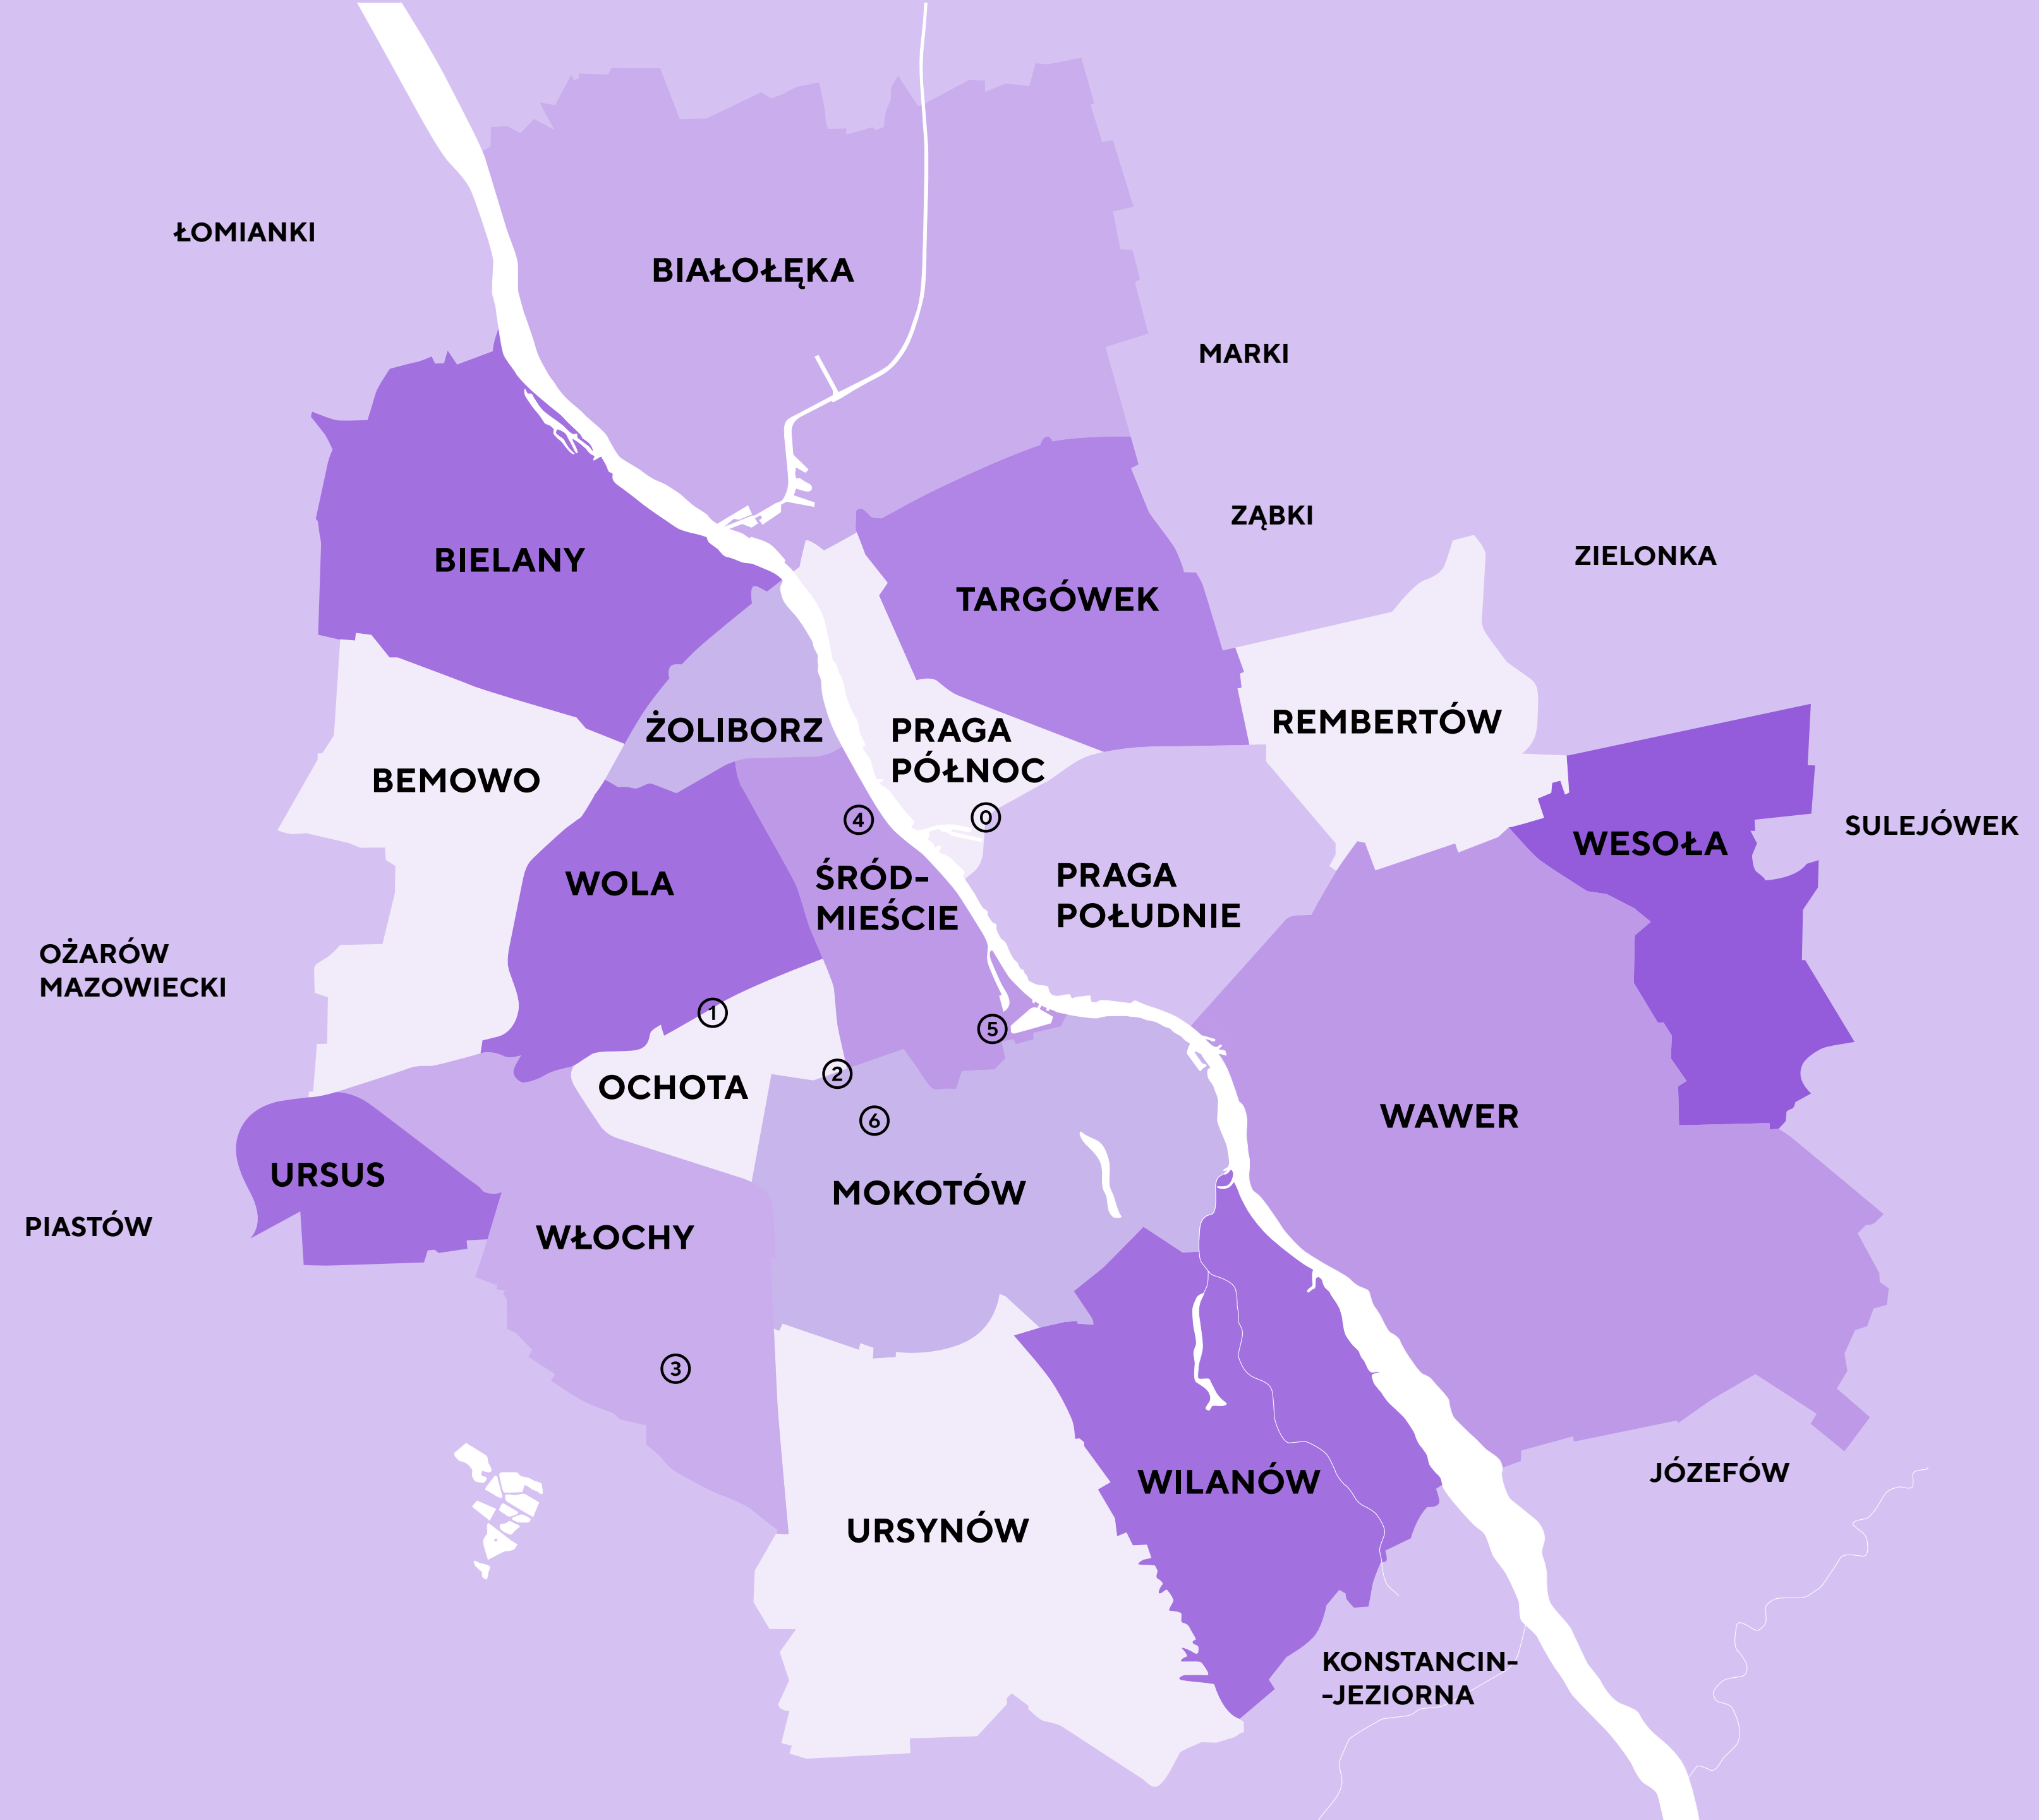 ŁOMIANKI
BIAŁOŁĘKA
MARKI
ZĄBKI
ZIELONKA
BIELANY
TARGÓWEK
REMBERTÓW
ŻOLIBORZ
PRAGA
PÓŁNOC
BEMOWO
4
0
SULEJÓWEK
WESOŁA
WOLA
ŚRÓD-
MIEŚCIE
PRAGA
POŁUDNIE
OŻARÓW
MAZOWIECKI
1
5
2
OCHOTA
6
WAWER
URSUS
MOKOTÓW
PIASTÓW
WŁOCHY
3
JÓZEFÓW
WILANÓW
URSYNÓW
KONSTANCIN-
-JEZIORNA